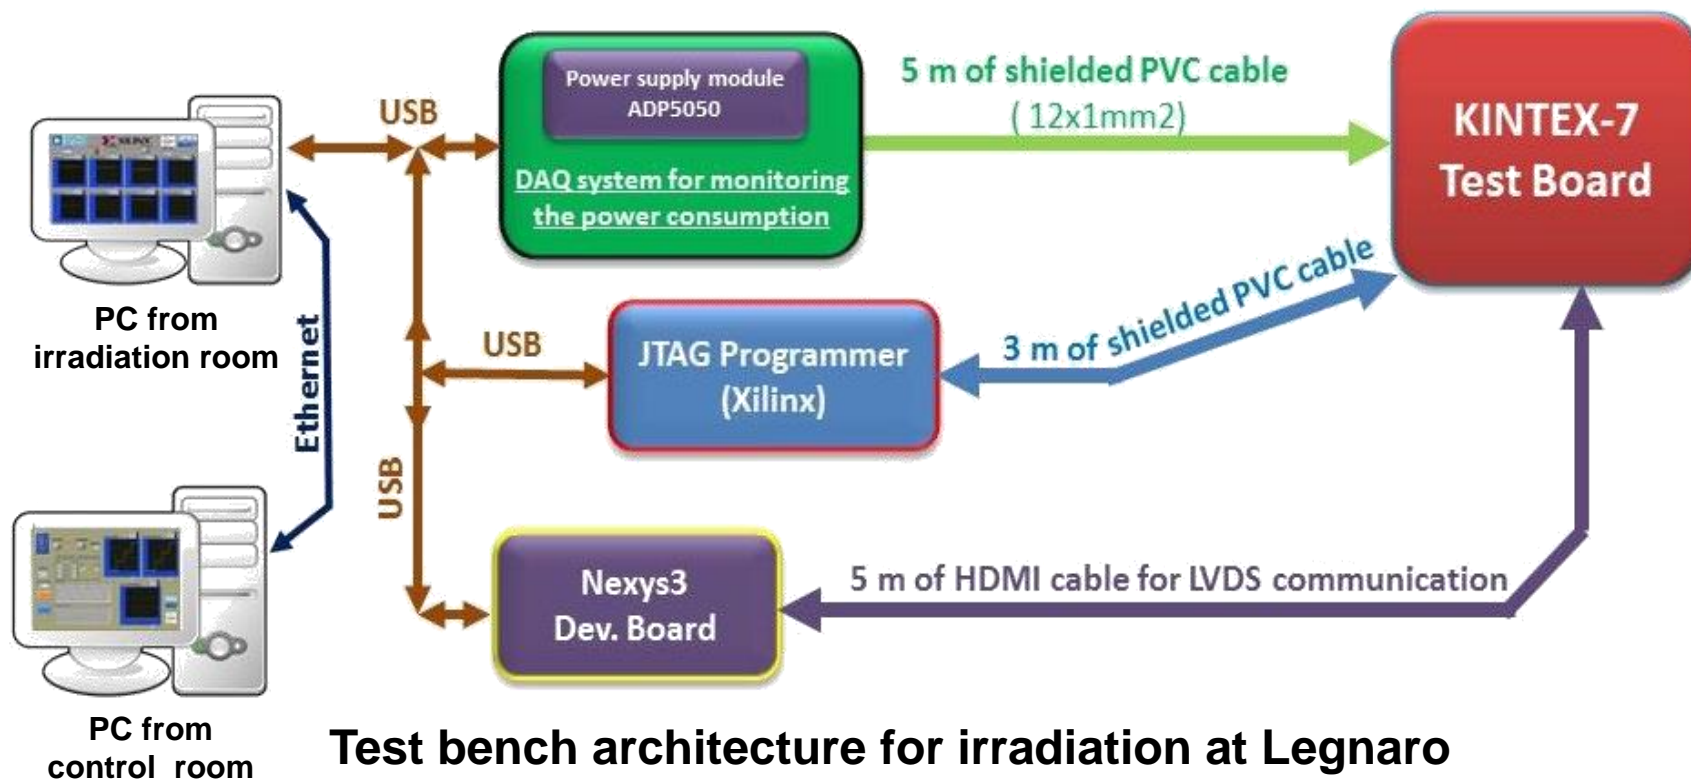 USB
Power supply module
ADP5050
DAQ system for monitoring
the power consumption
5 m of shielded PVC cable
( 12x1mm2)
KINTEX-7
Test Board
PC from
irradiation room
Ethernet
USB
JTAG Programmer
(Xilinx)
3 m of shielded PVC cable
USB
Nexys3
Dev. Board
5 m of HDMI cable for LVDS communication
PC from
control room
Test bench architecture for irradiation at Legnaro